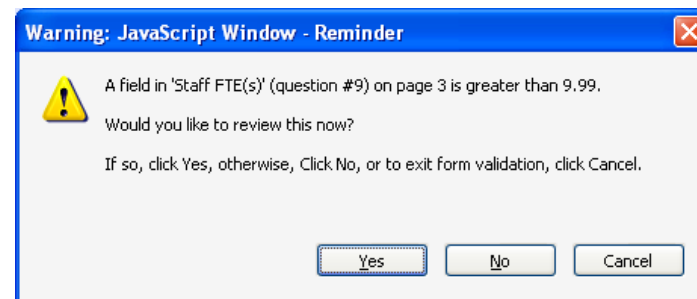 Warning: JavaScript Window - Reminder
A field in 'Staff FTE(s)' (question #9) on page 3 is greater than 9.99.
Would you like to review this now?
If so, click Yes, otherwise, Click No, or to exit form validation, click Cancel.
Yes No Cancel